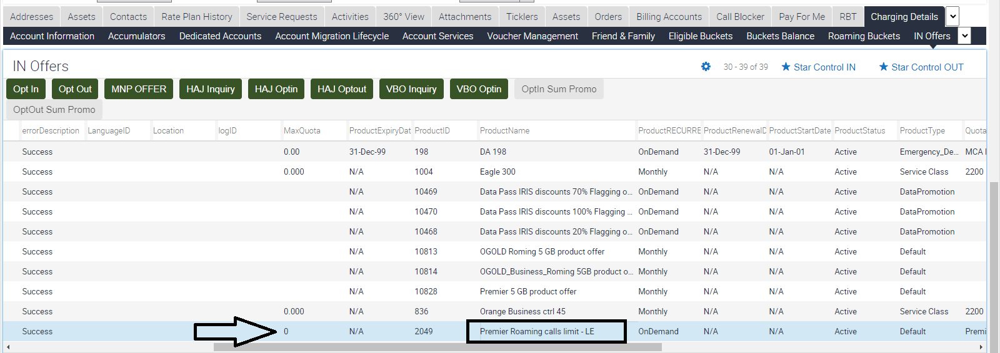 Addresses Assets Contacts Rate Plan History Service Requests Activities 360° View Attachments Ticklers Assets Orders Billing Accounts Call Blocker Pay For Me RBT Charging Details
Account Information Accumulators Dedicated Accounts Account Migration Lifecycle Account Services Voucher Management Friend & Family Eligible Buckets Buckets Balance Roaming Buckets IN Offers
IN Offers 30 - 39 of 39 Star Control IN Star Control OUT
Opt In Opt Out MNP OFFER HAJ Inquiry HAJ Optin HAJ Optout VBO Inquiry VBO Optin OptIn Sum Promo
OptOut Sum Promo
errorDescription LanguageID Location logID MaxQuota ProductExpiryDat ProductID ProductName ProductRECURRE ProductRenewalD ProductStartDate ProductStatus ProductType Quota
Success 0.00 31-Dec-99 198 DA 198 OnDemand 31-Dec-99 01-Jan-01 Active Emergency_De... MCA
Success 0.000 N/A 1004 Eagle 300 Monthly N/A N/A Active Service Class 2200
Success N/A 10469 Data Pass IRIS discounts 70% Flagging o... OnDemand N/A N/A Active DataPromotion
Success N/A 10470 Data Pass IRIS discounts 100% Flagging ... OnDemand N/A N/A Active DataPromotion
Success N/A 10468 Data Pass IRIS discounts 20% Flagging o... OnDemand N/A N/A Active DataPromotion
Success N/A 10813 OGOLD Roming 5 GB product offer Monthly N/A N/A Active Default
Success N/A 10814 OGOLD_Business_Roming 5GB product o... Monthly N/A N/A Active Default
Success N/A 10828 Premier 5 GB product offer Monthly N/A N/A Active Default
Success 0.000 N/A 836 Orange Business ctrl 45 Monthly N/A N/A Active Service Class 2200
Success 0 N/A 2049 Premier Roaming calls limit - LE OnDemand N/A N/A Active Default Premi